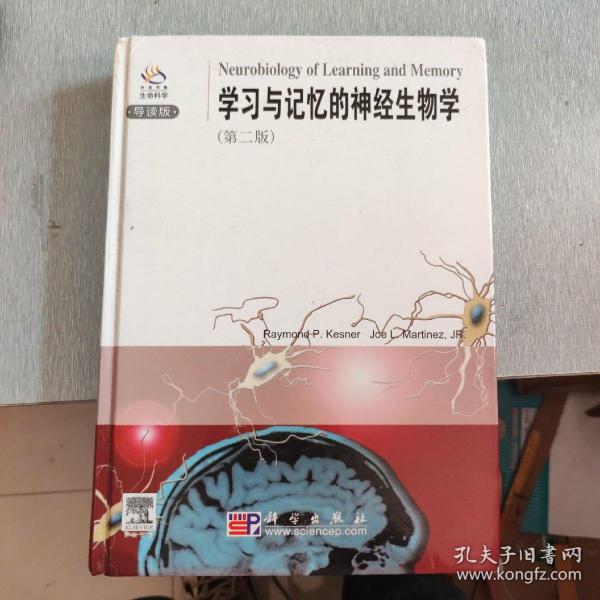 Neurobiology of Learning and Memory
生命科学
·导读版·
学习与记忆的神经生物学
(第二版)
Raymond P. Kesner Joe L. Martinez, JR.
ELSEVIER
SP 科学出版社
www.sciencep.com
孔夫子旧书网
www.kongfz.com